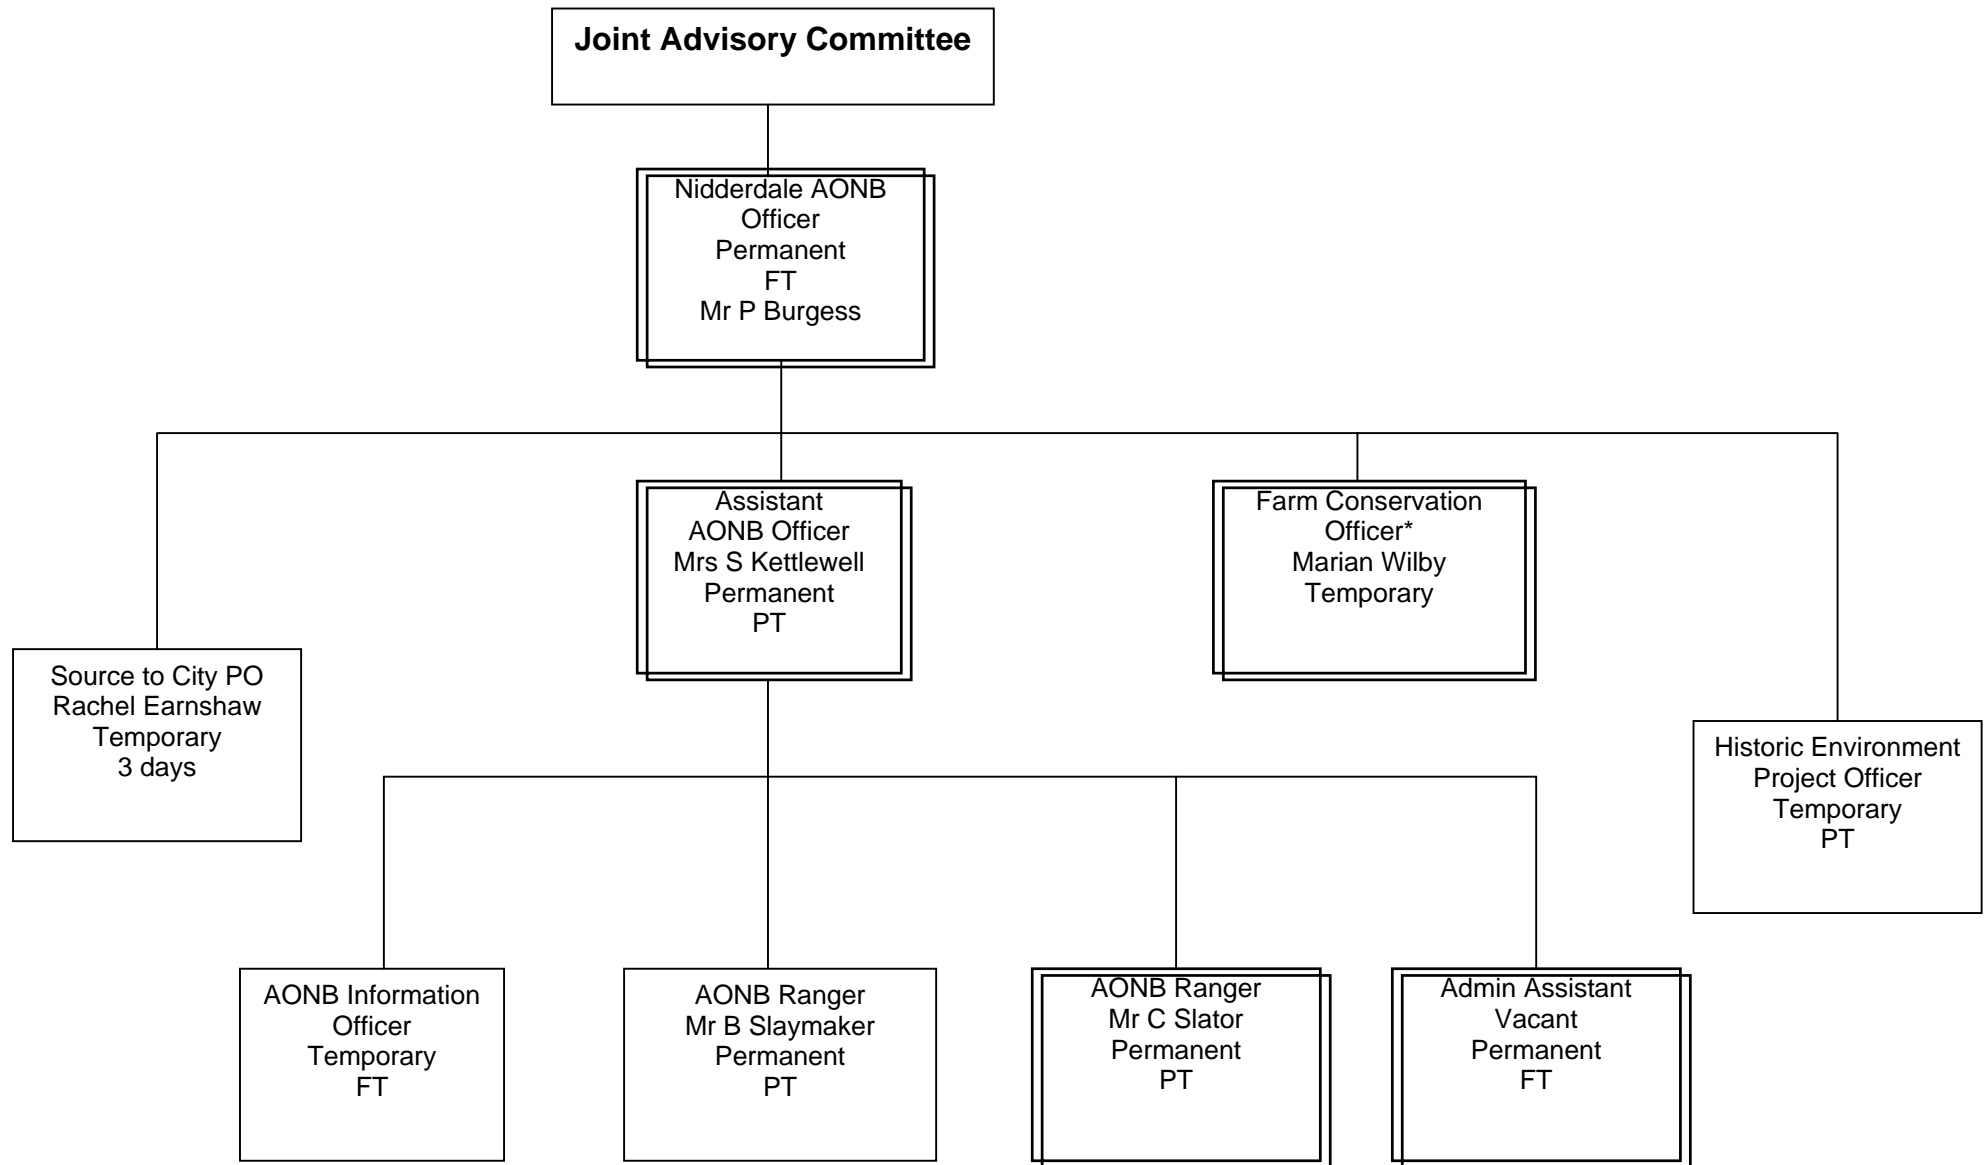 Joint Advisory Committee
Nidderdale AONB
Officer
Permanent
FT
Mr P Burgess
Assistant
AONB Officer
Mrs S Kettlewell
Permanent
PT
Farm Conservation
Officer*
Marian Wilby
Temporary
Source to City PO
Rachel Earnshaw
Temporary
3 days
Historic Environment
Project Officer
Temporary
PT
AONB Information
Officer
Temporary
FT
AONB Ranger
Mr B Slaymaker
Permanent
PT
AONB Ranger
Mr C Slator
Permanent
PT
Admin Assistant
Vacant
Permanent
FT